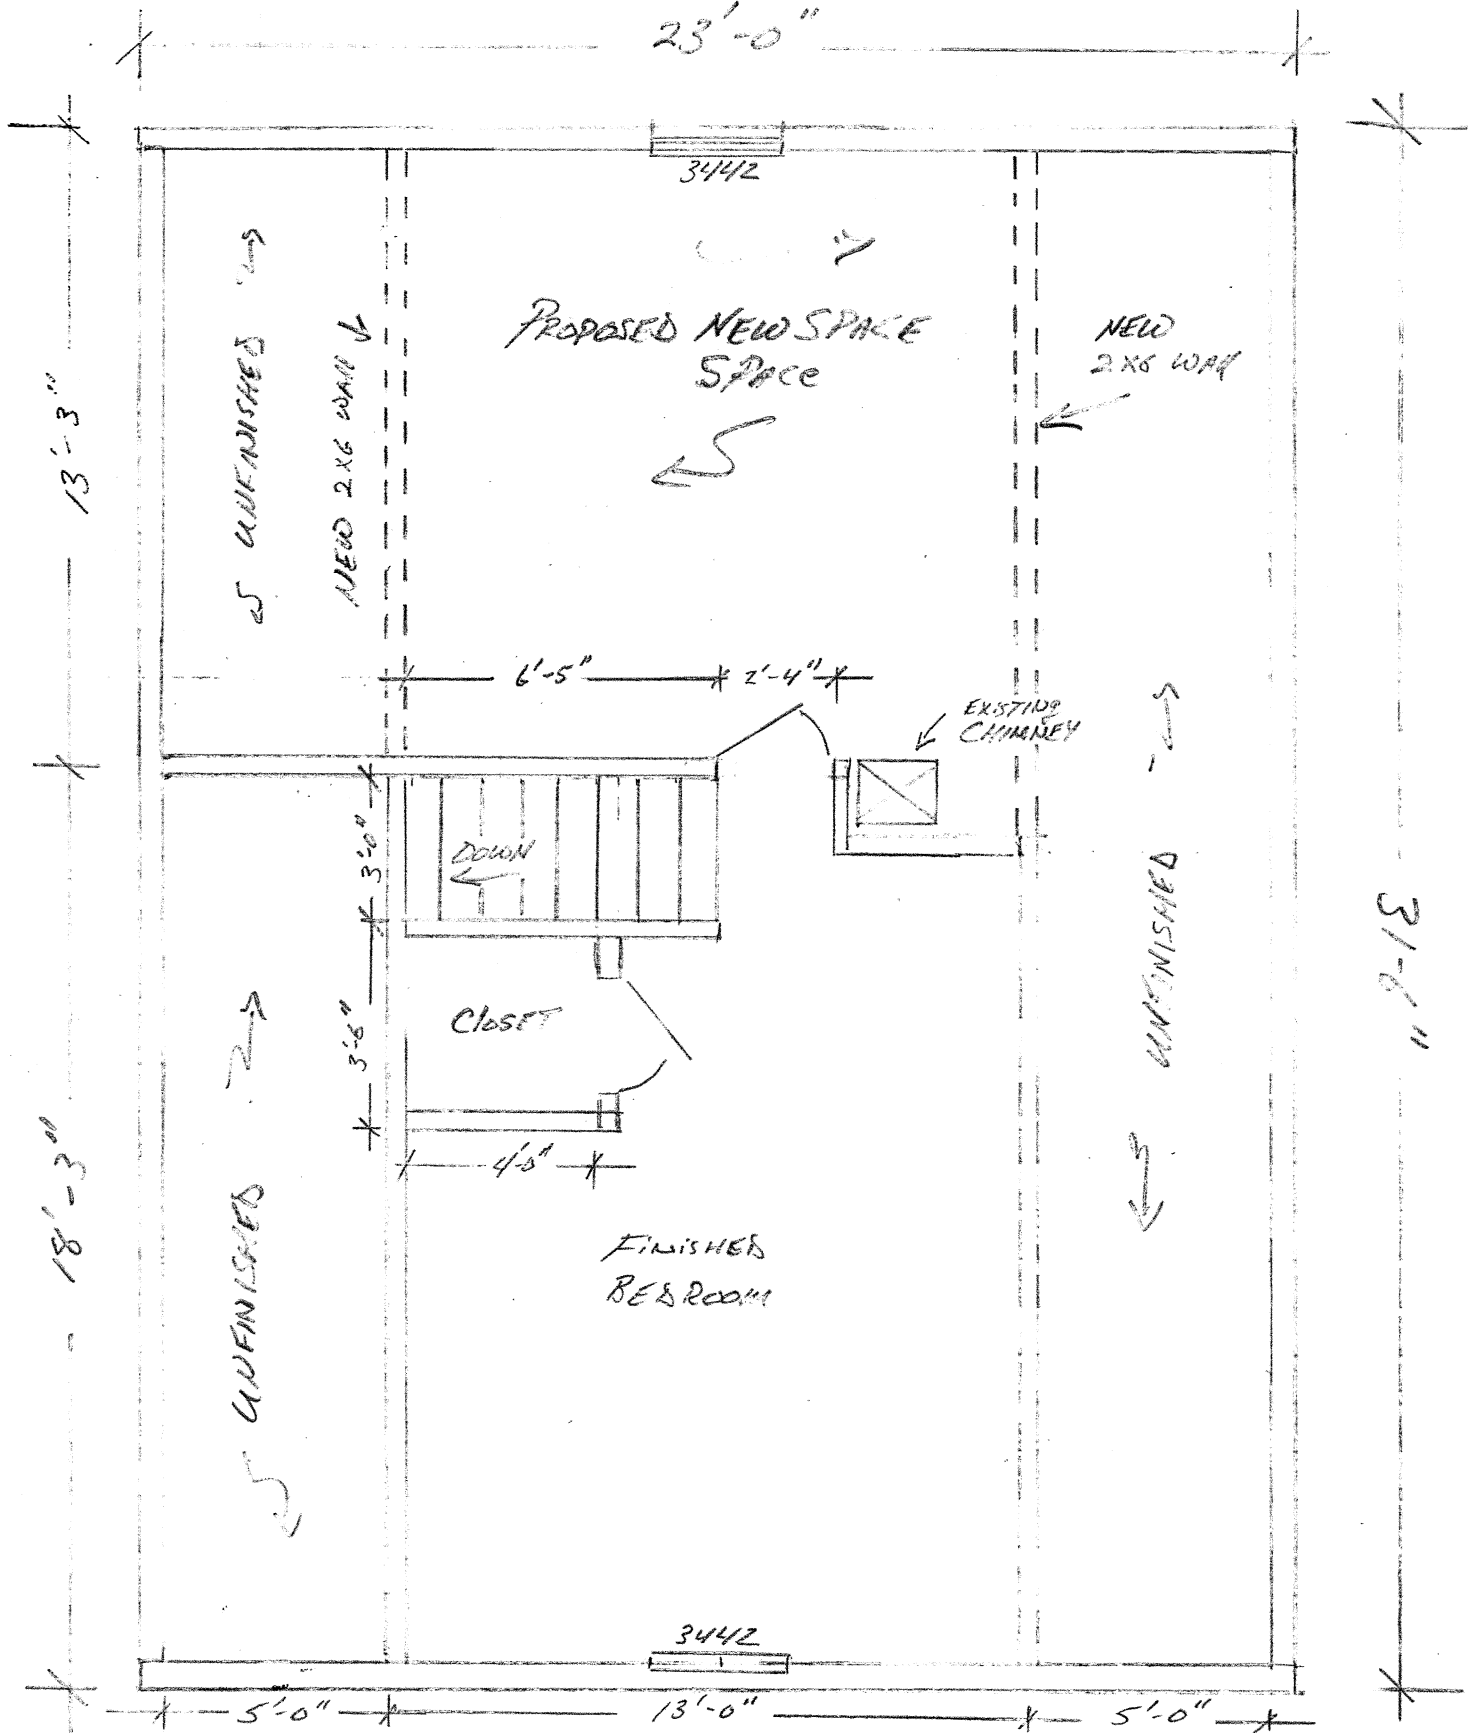 23'-0"
3442
PROPOSED NEW SPACE
SPACE
NEW
2X6 WALL
UNFINISHED
NEW 2X6 WALL
13'-3"
6'-5"
2'-4"
EXISTING
CHIMNEY
3'-0"
DOWN
UNFINISHED
31-6"
CLOSET
3'-6"
4'-0"
18'-3"
UNFINISHED
FINISHED
BEDROOM
3442
5'-0"
13'-0"
5'-0"